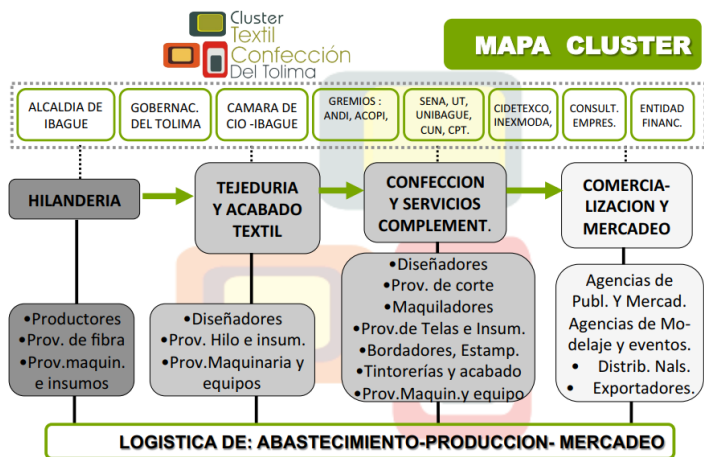 Cluster
Textil
Confección
Del Tolima
MAPA CLUSTER
ALCALDIA DE
IBAGUE
GOBERNAC.
DEL TOLIMA
CAMARA DE
CIO -IBAGUE
GREMIOS :
ANDI, ACOPI,
SENA, UT,
UNIBAGUE,
CUN, CPT.
CIDETEXCO,
INEXMODA,
CONSULT.
EMPRES.
ENTIDAD
FINANC.
HILANDERIA
TEJEDURIA
Y ACABADO
TEXTIL
CONFECCION
Y SERVICIOS
COMPLEMENT.
COMERCIA-
LIZACION Y
MERCADEO
•Productores
•Prov. de fibra
•Prov.maquin.
e insumos
•Diseñadores
•Prov. Hilo e insum.
•Prov.Maquinaria y
equipos
•Diseñadores
•Prov. de corte
•Maquiladores
•Prov.de Telas e Insum.
•Bordadores, Estamp.
•Tintorerías y acabado
•Prov.Maquin.y equipo
Agencias de
Publ. Y Mercad.
Agencias de Mo-
delaje y eventos.
• Distrib. Nals.
• Exportadores.
LOGISTICA DE: ABASTECIMIENTO-PRODUCCION- MERCADEO